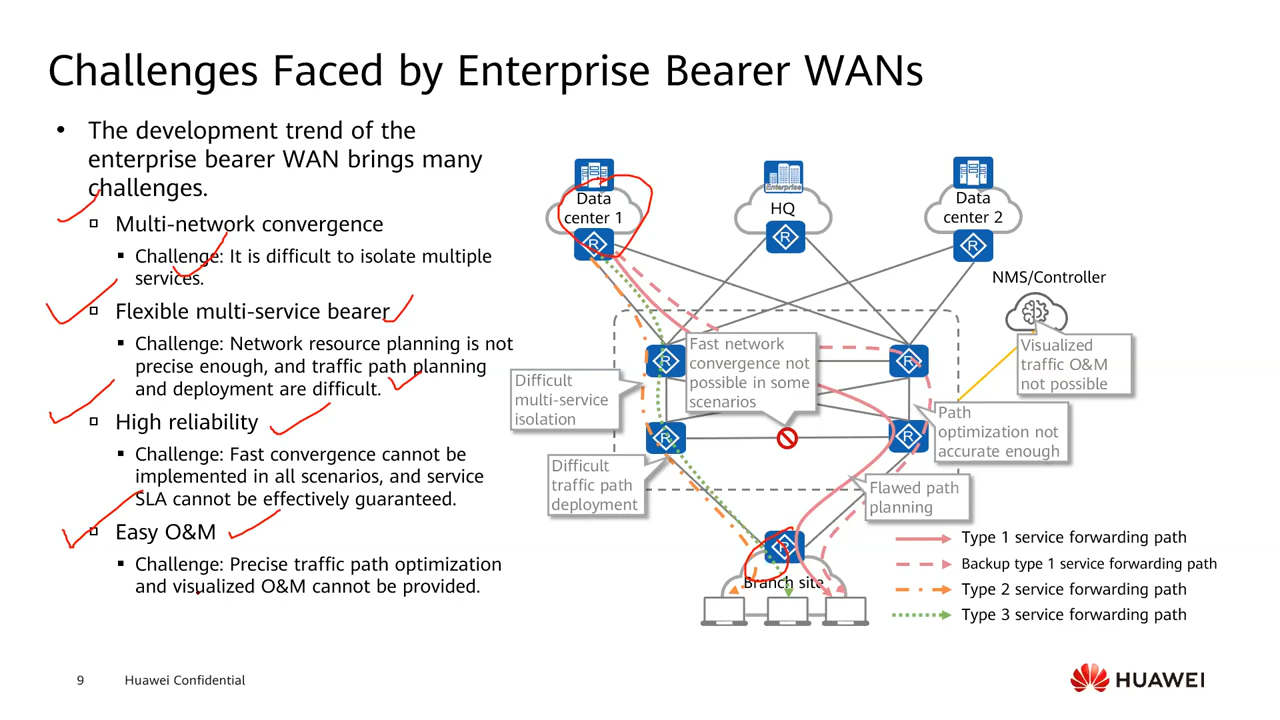 Challenges Faced by Enterprise Bearer WANs
• The development trend of the
enterprise bearer WAN brings many
challenges.
Multi-network convergence
Challenge: It is difficult to isolate multiple
services.
Flexible multi-service bearer
Challenge: Network resource planning is not
precise enough, and traffic path planning
and deployment are difficult.
High reliability
Challenge: Fast convergence cannot be
implemented in all scenarios, and service
SLA cannot be effectively guaranteed.
Easy O&M
Challenge: Precise traffic path optimization
and visualized O&M cannot be provided.
Data
center 1
R
Enterprise
HQ
R
Data
center 2
R
NMS/Controller
R
R
R
R
R
Fast network
convergence not
possible in some
scenarios
Visualized
traffic O&M
not possible
Difficult
multi-service
isolation
Path
optimization not
accurate enough
Difficult
traffic path
deployment
Flawed path
planning
Branch site
Type 1 service forwarding path
Backup type 1 service forwarding path
Type 2 service forwarding path
Type 3 service forwarding path
9
Huawei Confidential
HUAWEI